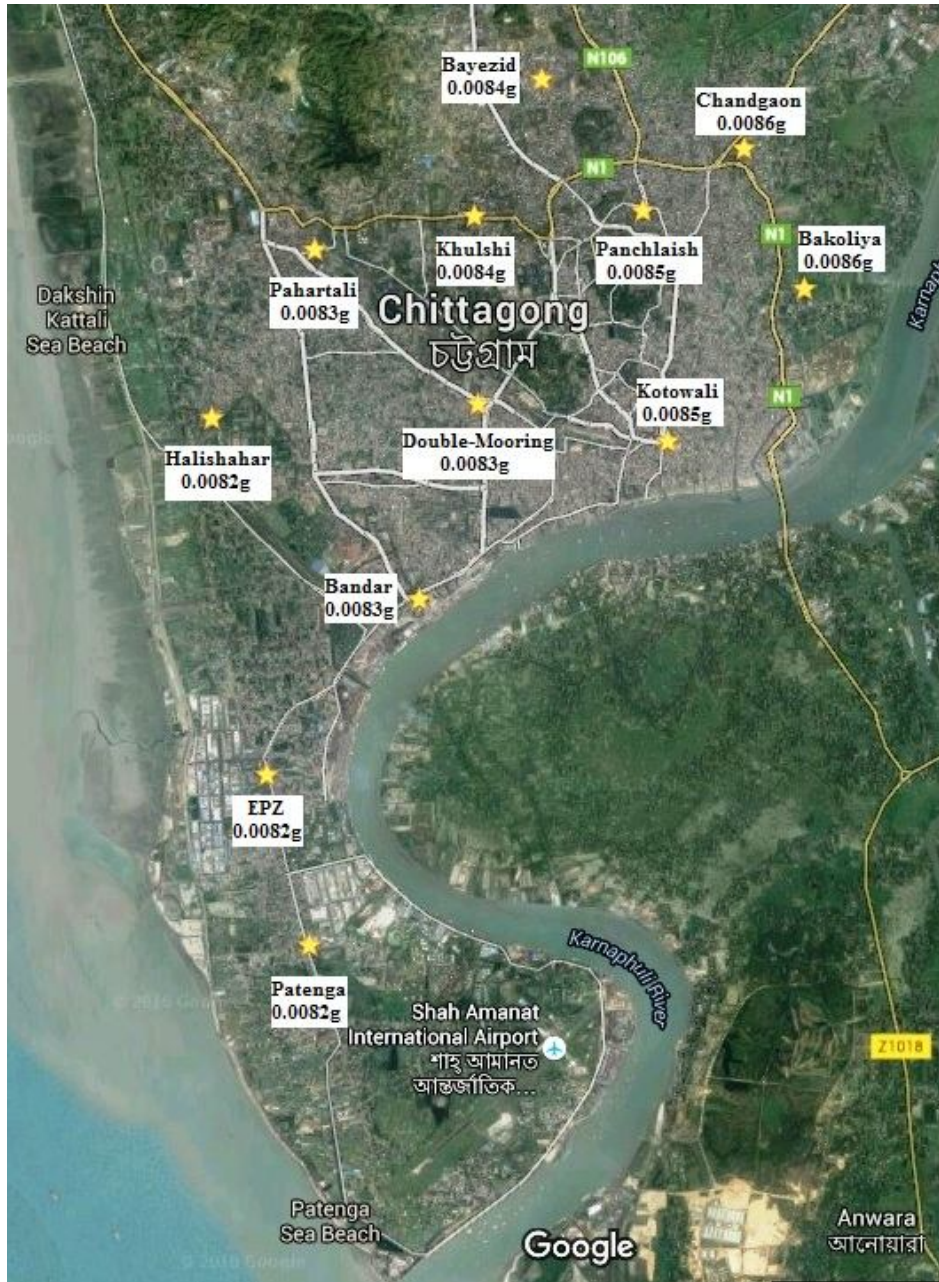 N106
Bayezid
0.0084g
Chandgaon
0.0086g
N1
Khulshi
0.0084g
Panchlaish
0.0085g
N1
Bakoliya
0.0086g
Pahartali
0.0083g
Dakshin
Kattali
Sea Beach
Chittagong
চট্টগ্রাম
Kotowali
0.0085g
N1
Double-Mooring
0.0083g
Halishahar
0.0082g
Bandar
0.0083g
EPZ
0.0082g
Karnaphuli River
Patenga
0.0082g
Shah Amanat
International Airport
শাহ্ আমানত
আন্তর্জাতিক...
Z1018
Patenga
Sea Beach
Google
Anwara
আনোয়ারা